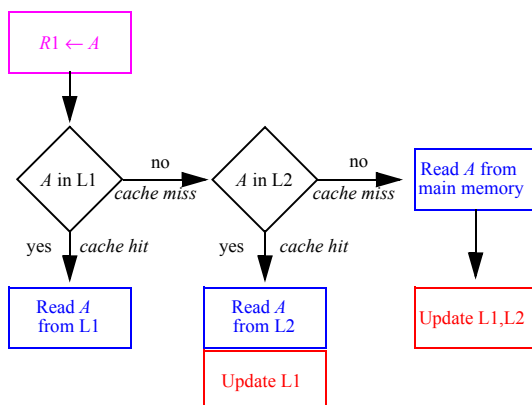 R1 ← A
A in L1
no
cache miss
A in L2
no
cache miss
Read A from
main memory
yes
cache hit
yes
cache hit
Read A
from L1
Read A
from L2
Update L1
Update L1,L2